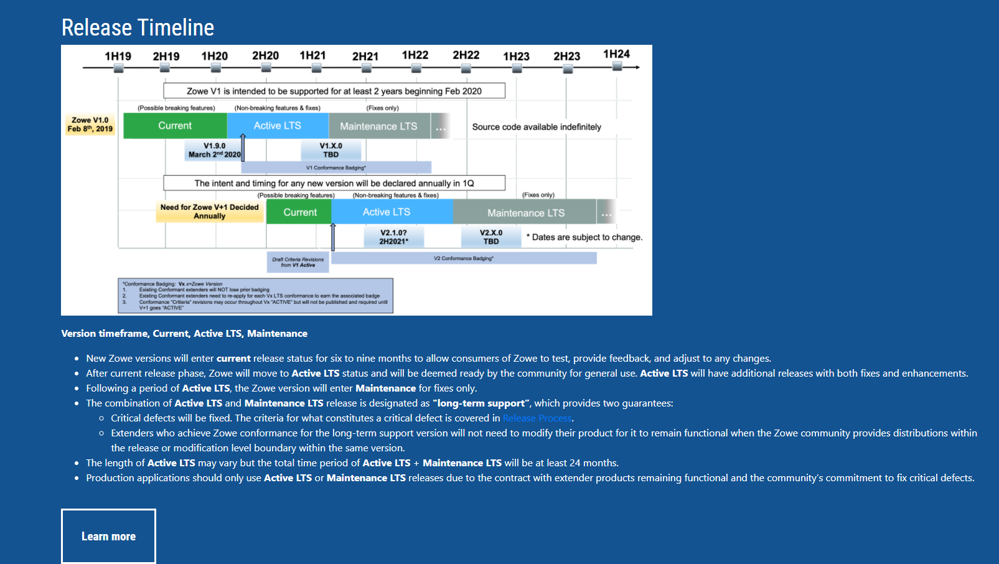 Release Timeline
1H19 2H19 1H20 2H20 1H21 2H21 1H22 2H22 1H23 2H23 1H24
Zowe V1 is intended to be supported for at least 2 years beginning Feb 2020
(Possible breaking features) (Non-breaking features & fixes) (Fixes only)
Zowe V1.0
Feb 8th, 2019
Current Active LTS Maintenance LTS ... Source code available indefinitely
V1.9.0
March 2nd 2020
V1.X.0
TBD
V1 Conformance Badging*
The intent and timing for any new version will be declared annually in 1Q
(Possible breaking features) (Non-breaking features & fixes) (Fixes only)
Need for Zowe V+1 Decided
Annually
Current Active LTS Maintenance LTS ...
V2.1.0?
2H2021*
V2.X.0
TBD
* Dates are subject to change.
Draft Criteria Revisions
from V1 Active
V2 Conformance Badging*
*Conformance Badging: Vx x=Zowe Version
1. Existing Conformant extenders will NOT lose prior badging
2. Existing Conformant extenders need to re-apply for each Vx LTS conformance to earn the associated badge
3. Conformance "Critieria" revisions may occur throughout Vx "ACTIVE" but will not be published and required until
V+1 goes "ACTIVE"
Version timeframe, Current, Active LTS, Maintenance
• New Zowe versions will enter current release status for six to nine months to allow consumers of Zowe to test, provide feedback, and adjust to any changes.
• After current release phase, Zowe will move to Active LTS status and will be deemed ready by the community for general use. Active LTS will have additional releases with both fixes and enhancements.
• Following a period of Active LTS, the Zowe version will enter Maintenance for fixes only.
• The combination of Active LTS and Maintenance LTS release is designated as "long-term support”, which provides two guarantees:
◦ Critical defects will be fixed. The criteria for what constitutes a critical defect is covered in Release Process.
◦ Extenders who achieve Zowe conformance for the long-term support version will not need to modify their product for it to remain functional when the Zowe community provides distributions within
the release or modification level boundary within the same version.
• The length of Active LTS may vary but the total time period of Active LTS + Maintenance LTS will be at least 24 months.
• Production applications should only use Active LTS or Maintenance LTS releases due to the contract with extender products remaining functional and the community’s commitment to fix critical defects.
Learn more